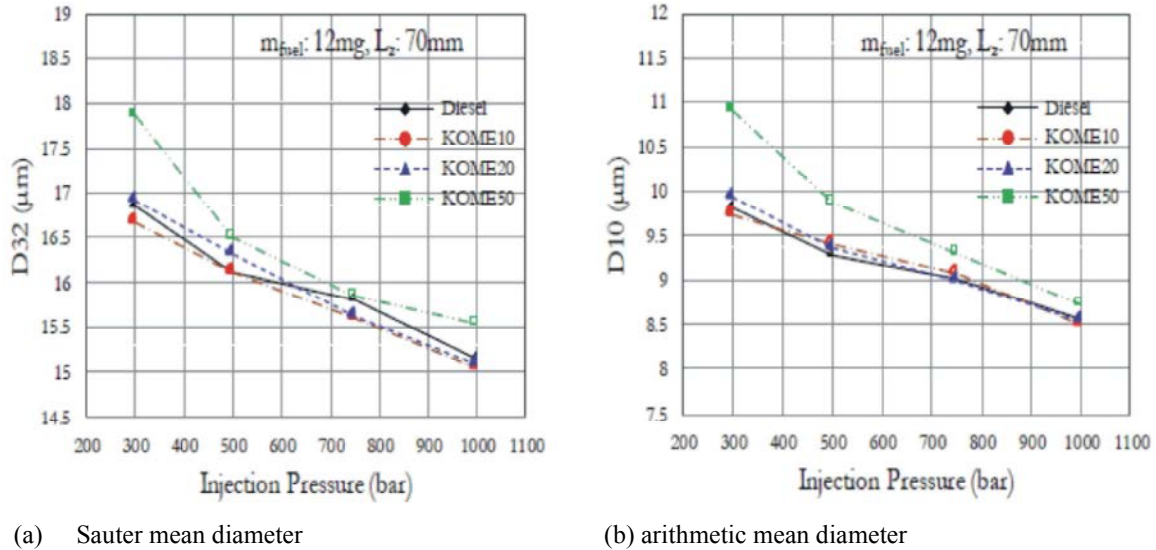 19
18.5
18
17.5
17
16.5
16
15.5
15
14.5
D32 (µm)
m_fuel: 12mg, L_z: 70mm
Diesel
KOME10
KOME20
KOME50
200 300 400 500 600 700 800 900 1000 1100
Injection Pressure (bar)
(a) Sauter mean diameter
12
11.5
11
10.5
10
9.5
9
8.5
8
7.5
D10 (µm)
m_fuel: 12mg, L_z: 70mm
Diesel
KOME10
KOME20
KOME50
200 300 400 500 600 700 800 900 1000 1100
Injection Pressure (bar)
(b) arithmetic mean diameter